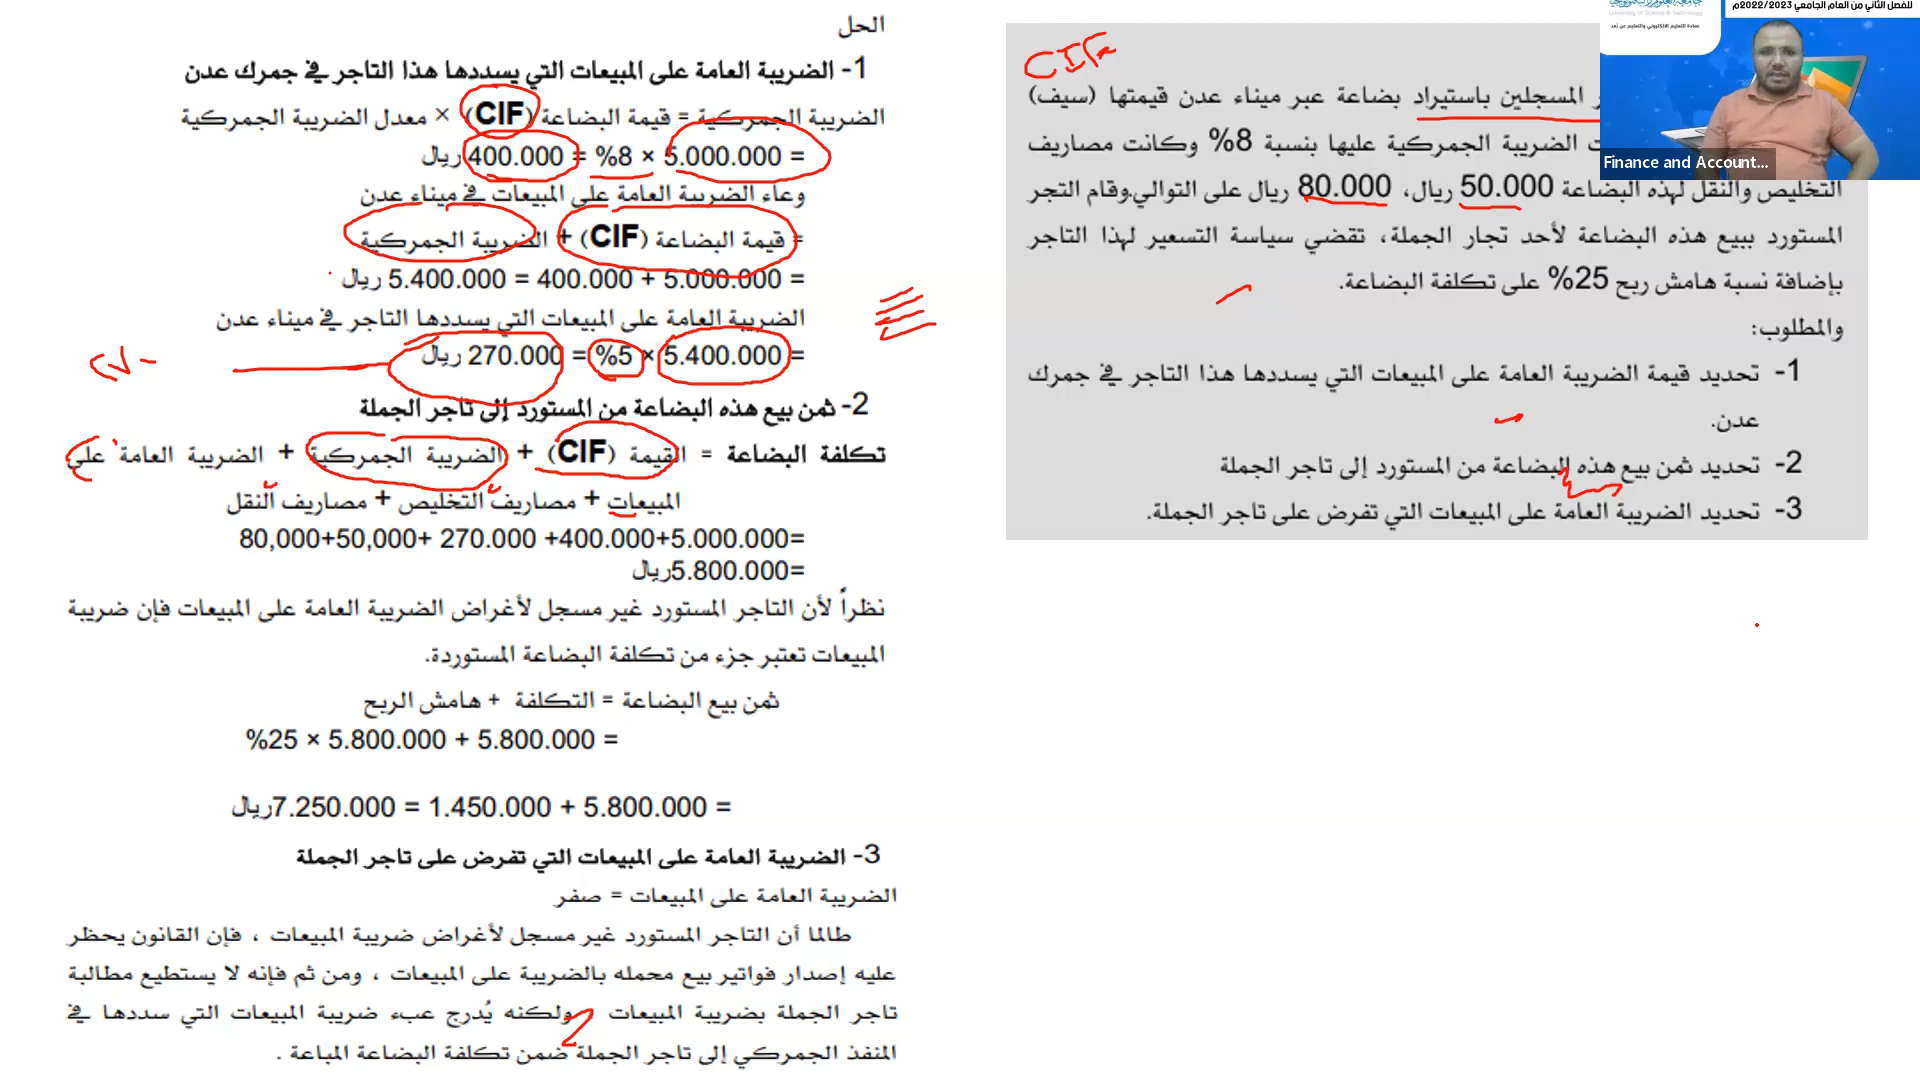 للفصل الثاني من العام الجامعي 2022/2023م
University of Science & Technology
عمادة التعليم الالكتروني والتعليم عن بُعد
Finance and Account...
CIF
المسجلين باستيراد بضاعة عبر ميناء عدن قيمتها (سيف)
ت الضريبة الجمركية عليها بنسبة 8% وكانت مصاريف
التخليص والنقل لهذه البضاعة 50.000 ريال، 80.000 ريال على التوالي.وقام التجر
المستورد ببيع هذه البضاعة لأحد تجار الجملة، تقضي سياسة التسعير لهذا التاجر
بإضافة نسبة هامش ربح 25% على تكلفة البضاعة.
والمطلوب:
1- تحديد قيمة الضريبة العامة على المبيعات التي يسددها هذا التاجر في جمرك
عدن.
2- تحديد ثمن بيع هذه البضاعة من المستورد إلى تاجر الجملة
3- تحديد الضريبة العامة على المبيعات التي تفرض على تاجر الجملة.
الحل
1- الضريبة العامة على المبيعات التي يسددها هذا التاجر في جمرك عدن
الضريبة الجمركية = قيمة البضاعة (CIF) × معدل الضريبة الجمركية
= 5.000.000 × 8% = 400.000 ريال
وعاء الضريبة العامة على المبيعات في ميناء عدن
= قيمة البضاعة (CIF) + الضريبة الجمركية
= 5.000.000 + 400.000 = 5.400.000 ريال
الضريبة العامة على المبيعات التي يسددها التاجر في ميناء عدن
= 5.400.000 × 5% = 270.000 ريال
2- ثمن بيع هذه البضاعة من المستورد إلى تاجر الجملة
تكلفة البضاعة = القيمة (CIF) + الضريبة الجمركية + الضريبة العامة على
المبيعات + مصاريف التخليص + مصاريف النقل
=5.000.000+400.000+ 270.000 +50,000+80,000
=5.800.000ريال
نظراً لأن التاجر المستورد غير مسجل لأغراض الضريبة العامة على المبيعات فإن ضريبة
المبيعات تعتبر جزء من تكلفة البضاعة المستوردة.
ثمن بيع البضاعة = التكلفة + هامش الربح
= 5.800.000 + 5.800.000 × 25%
= 5.800.000 + 1.450.000 = 7.250.000ريال
3- الضريبة العامة على المبيعات التي تفرض على تاجر الجملة
الضريبة العامة على المبيعات = صفر
طالما أن التاجر المستورد غير مسجل لأغراض ضريبة المبيعات ، فإن القانون يحظر
عليه إصدار فواتير بيع محمله بالضريبة على المبيعات ، ومن ثم فإنه لا يستطيع مطالبة
تاجر الجملة بضريبة المبيعات ولكنه يُدرج عبء ضريبة المبيعات التي سددها في
المنفذ الجمركي إلى تاجر الجملة ضمن تكلفة البضاعة المباعة .